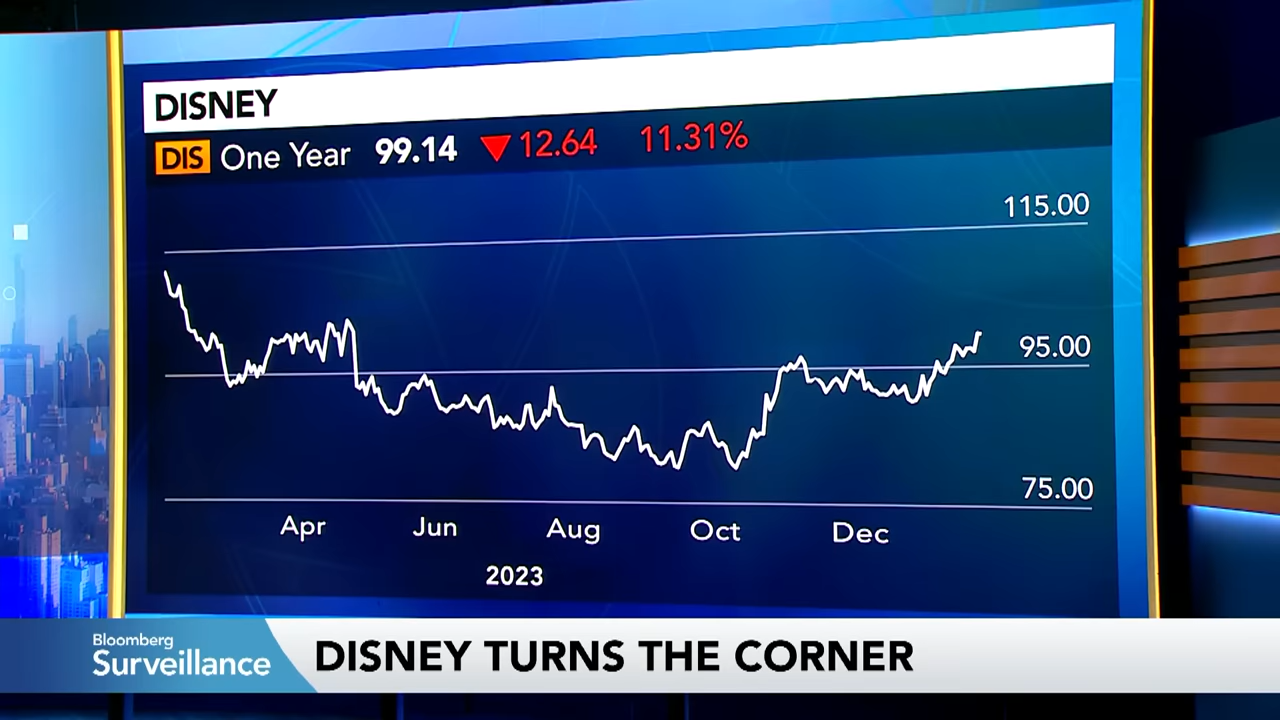 DISNEY
DIS One Year 99.14 ▼12.64 11.31%
115.00
95.00
75.00
Apr Jun Aug Oct Dec
2023
Bloomberg
Surveillance
DISNEY TURNS THE CORNER